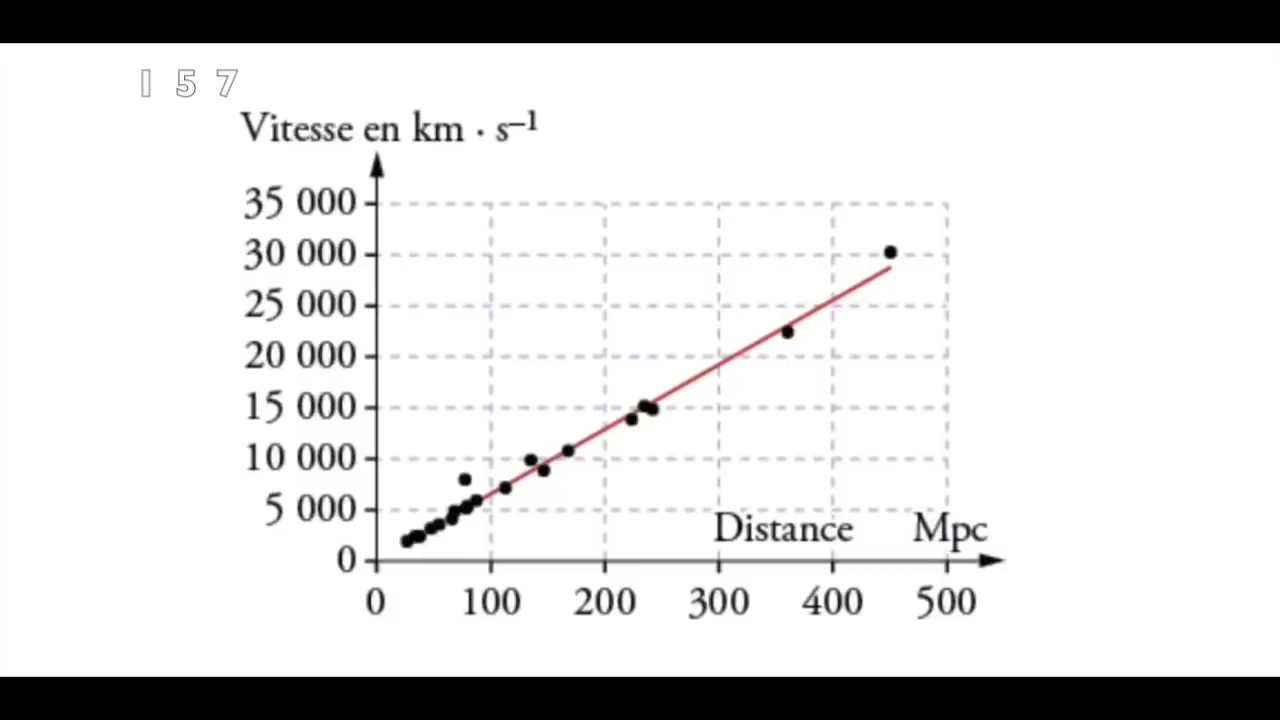 I 5 7
Vitesse en km · s⁻¹
35 000
30 000
25 000
20 000
15 000
10 000
5 000
Distance Mpc
0
0 100 200 300 400 500